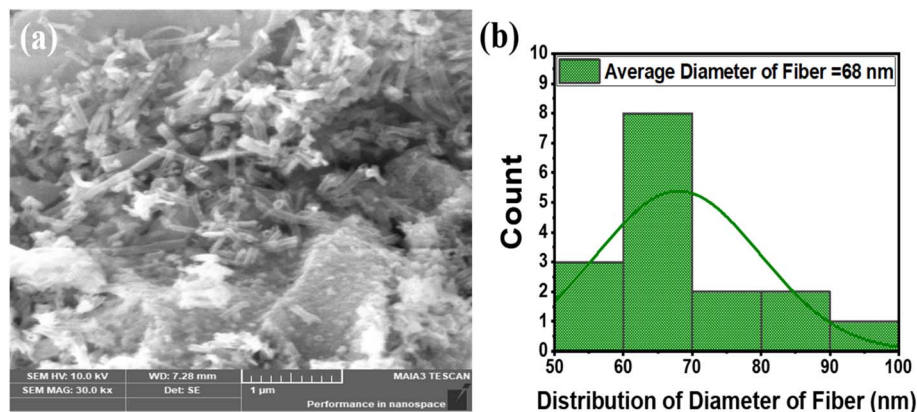 (a)
SEM HV: 10.0 kV
WD: 7.28 mm
MAIA3 TESCAN
SEM MAG: 30.0 kx
Det: SE
1 µm
Performance in nanospace
(b)
Average Diameter of Fiber =68 nm
Count
10
9
8
7
6
5
4
3
2
1
0
50 60 70 80 90 100
Distribution of Diameter of Fiber (nm)